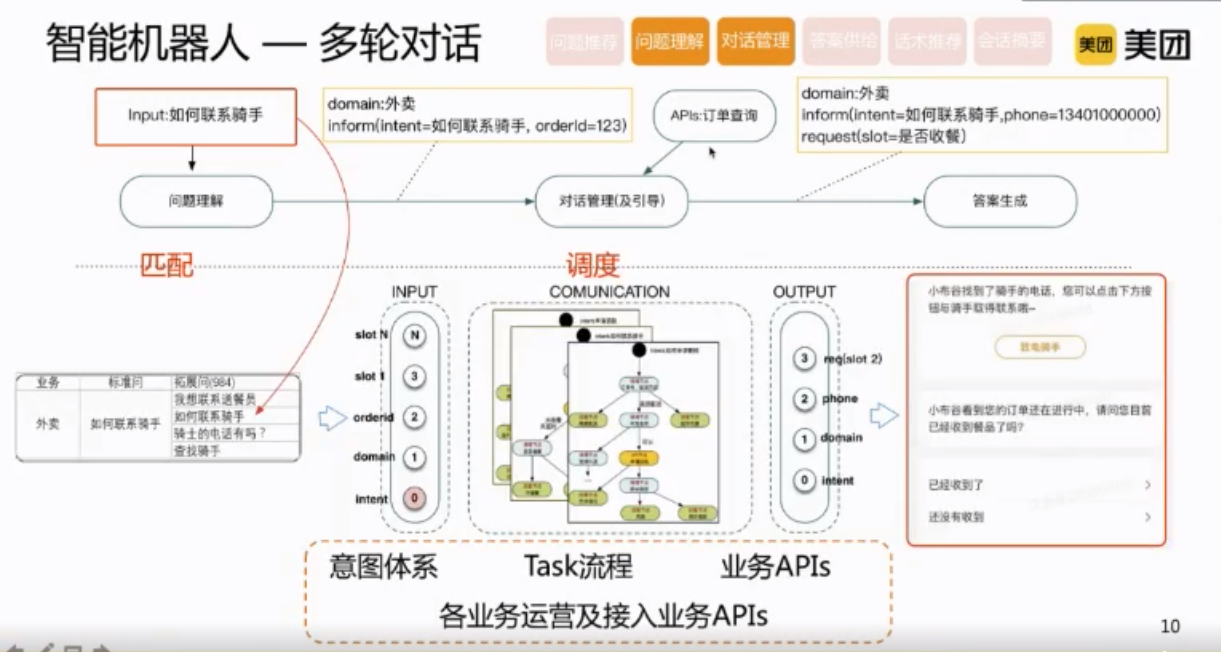 智能机器人 — 多轮对话
问题推荐
问题理解
对话管理
答案供给
话术推荐
会话摘要
美团
美团
Input:如何联系骑手
domain:外卖
inform(intent=如何联系骑手, orderId=123)
APIs:订单查询
domain:外卖
inform(intent=如何联系骑手,phone=13401000000)
request(slot=是否收餐)
问题理解
对话管理(及引导)
答案生成
匹配
调度
INPUT
COMUNICATION
OUTPUT
slot N
N
slot 1
3
orderid
2
domain
1
intent
0
3
req(slot 2)
2
phone
1
domain
0
intent
业务
标准问
拓展问(984)
外卖
如何联系骑手
我想联系送餐员
如何联系骑手
骑士的电话有吗？
查找骑手
小布谷找到了骑手的电话，您可以点击下方按
钮与骑手取得联系哦~
致电骑手
小布谷看到您的订单还在进行中，请问您目前
已经收到餐品了吗？
已经收到了
还没有收到
意图体系
Task流程
业务APIs
各业务运营及接入业务APIs
10